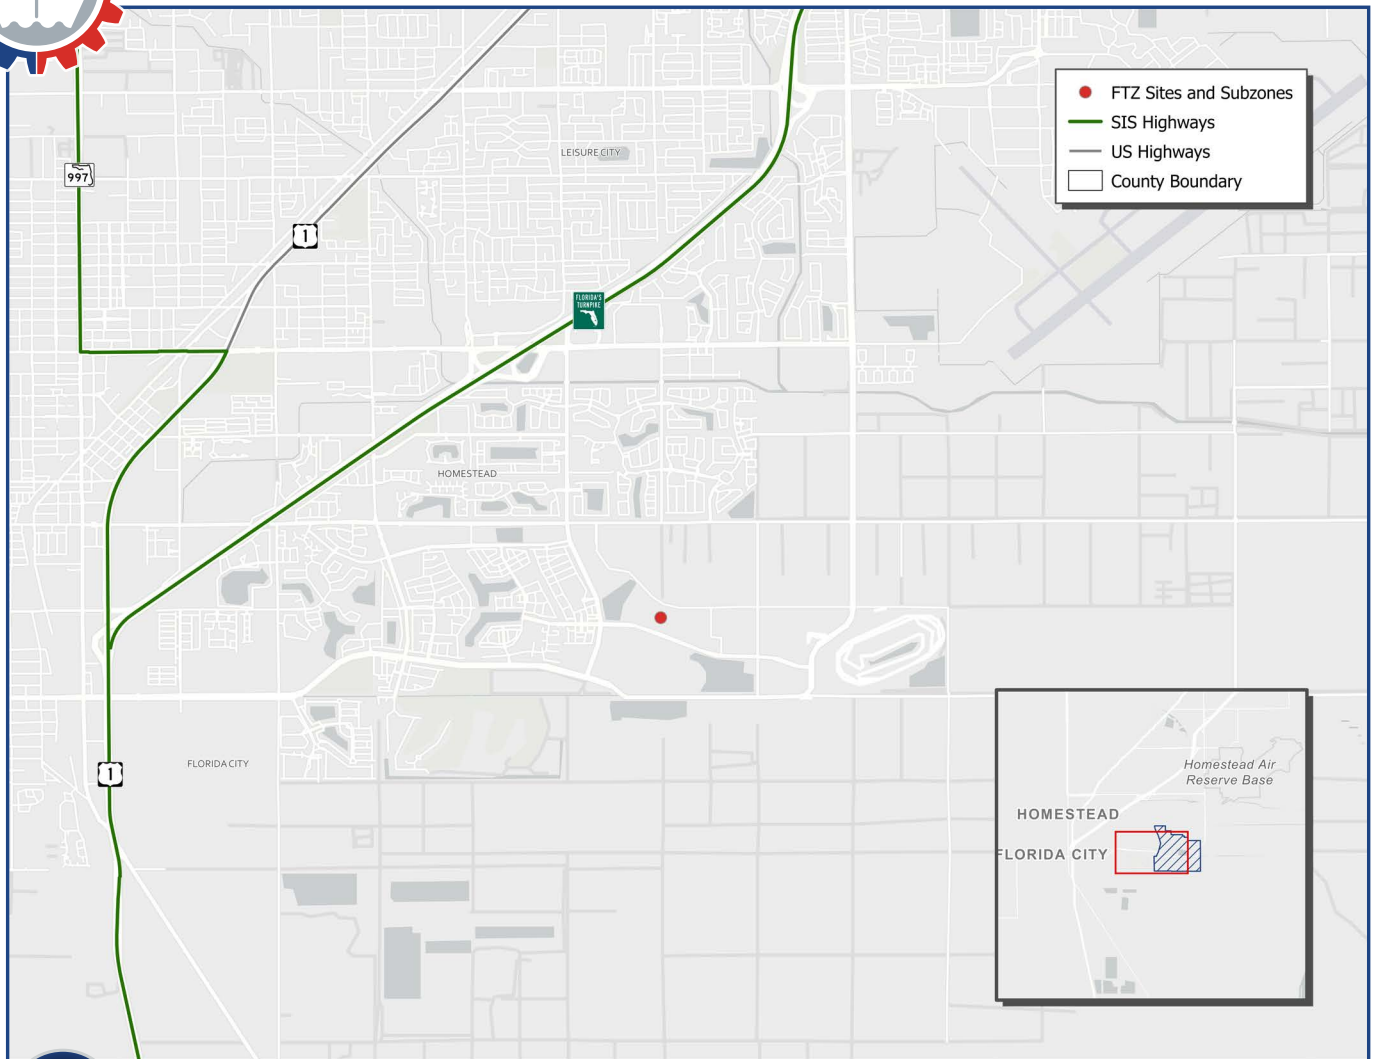 FTZ Sites and Subzones
SIS Highways
US Highways
County Boundary
LEISURE CITY
997
1
FLORIDA'S
TURNPIKE
HOMESTEAD
FLORIDA CITY
1
Homestead Air
Reserve Base
HOMESTEAD
FLORIDA CITY